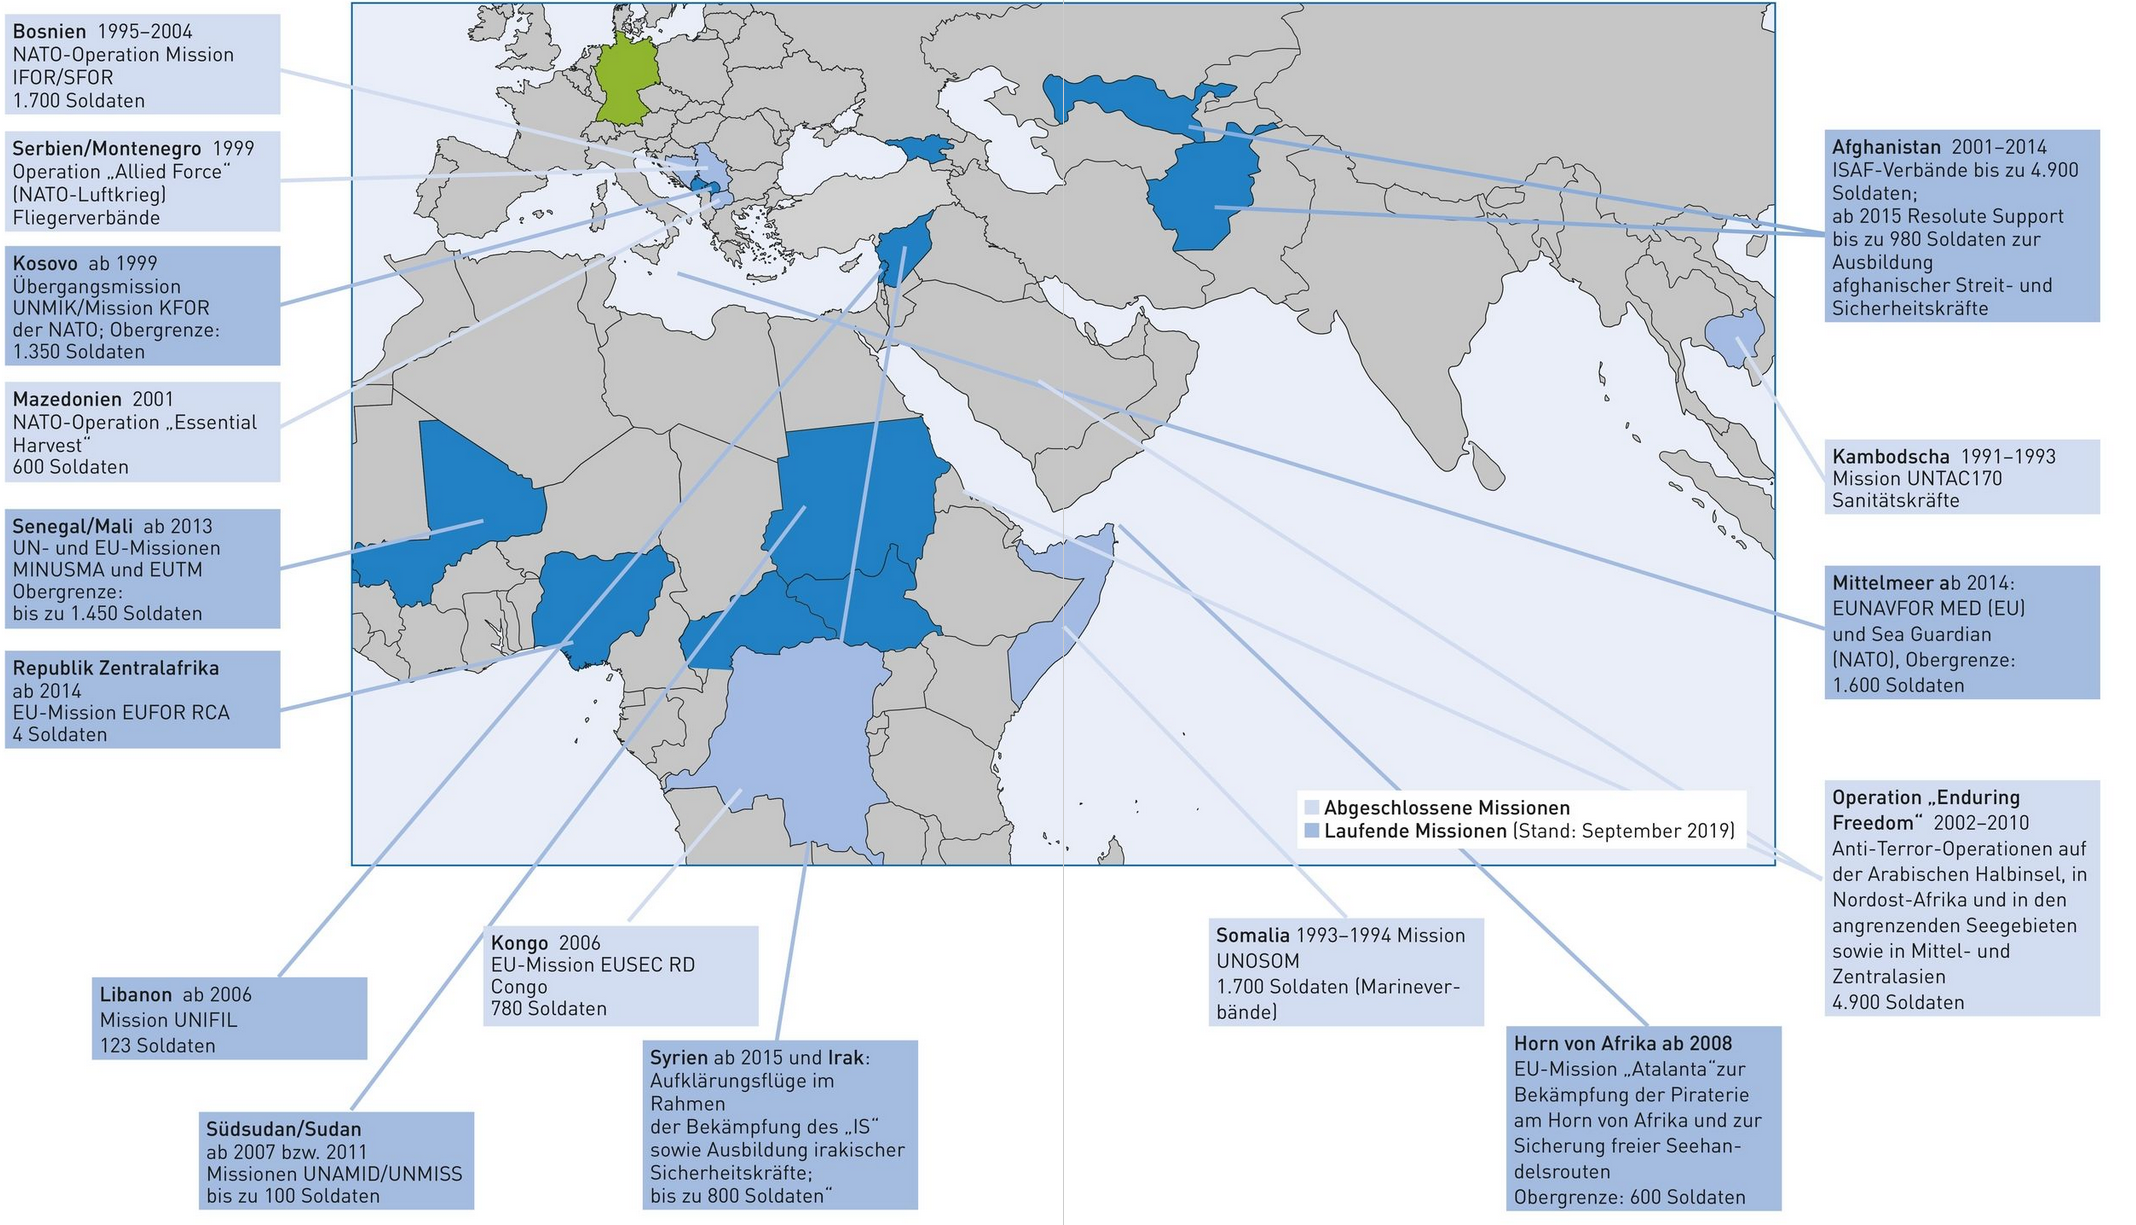 Bosnien 1995–2004
NATO-Operation Mission
IFOR/SFOR
1.700 Soldaten
Serbien/Montenegro 1999
Operation „Allied Force“
(NATO-Luftkrieg)
Fliegerverbände
Kosovo ab 1999
Übergangsmission
UNMIK/Mission KFOR
der NATO; Obergrenze:
1.350 Soldaten
Mazedonien 2001
NATO-Operation „Essential
Harvest“
600 Soldaten
Senegal/Mali ab 2013
UN- und EU-Missionen
MINUSMA und EUTM
Obergrenze:
bis zu 1.450 Soldaten
Republik Zentralafrika
ab 2014
EU-Mission EUFOR RCA
4 Soldaten
Libanon ab 2006
Mission UNIFIL
123 Soldaten
Südsudan/Sudan
ab 2007 bzw. 2011
Missionen UNAMID/UNMISS
bis zu 100 Soldaten
Kongo 2006
EU-Mission EUSEC RD
Congo
780 Soldaten
Syrien ab 2015 und Irak:
Aufklärungsflüge im
Rahmen
der Bekämpfung des „IS“
sowie Ausbildung irakischer
Sicherheitskräfte;
bis zu 800 Soldaten“
Somalia 1993–1994 Mission
UNOSOM
1.700 Soldaten (Marinever-
bände)
Horn von Afrika ab 2008
EU-Mission „Atalanta“zur
Bekämpfung der Piraterie
am Horn von Afrika und zur
Sicherung freier Seehan-
delsrouten
Obergrenze: 600 Soldaten
Abgeschlossene Missionen
Laufende Missionen (Stand: September 2019)
Afghanistan 2001–2014
ISAF-Verbände bis zu 4.900
Soldaten;
ab 2015 Resolute Support
bis zu 980 Soldaten zur
Ausbildung
afghanischer Streit- und
Sicherheitskräfte
Kambodscha 1991–1993
Mission UNTAC170
Sanitätskräfte
Mittelmeer ab 2014:
EUNAVFOR MED (EU)
und Sea Guardian
(NATO), Obergrenze:
1.600 Soldaten
Operation „Enduring
Freedom“ 2002–2010
Anti-Terror-Operationen auf
der Arabischen Halbinsel, in
Nordost-Afrika und in den
angrenzenden Seegebieten
sowie in Mittel- und
Zentralasien
4.900 Soldaten